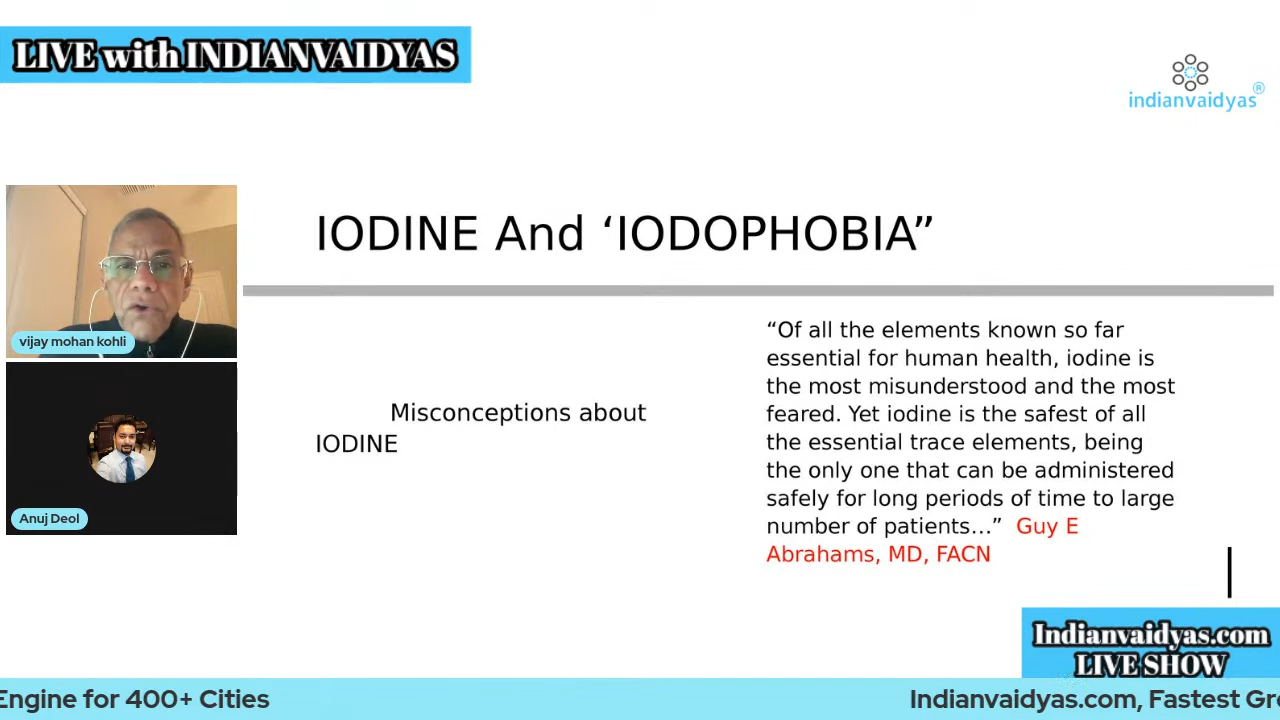 LIVE with INDIANVAIDYAS
indianvaidyas®
IODINE And ‘IODOPHOBIA”
vijay mohan kohli
Anuj Deol
Misconceptions about
IODINE
“Of all the elements known so far
essential for human health, iodine is
the most misunderstood and the most
feared. Yet iodine is the safest of all
the essential trace elements, being
the only one that can be administered
safely for long periods of time to large
number of patients…” Guy E
Abrahams, MD, FACN
Indianvaidyas.com
LIVE SHOW
Engine for 400+ Cities
Indianvaidyas.com, Fastest Gr